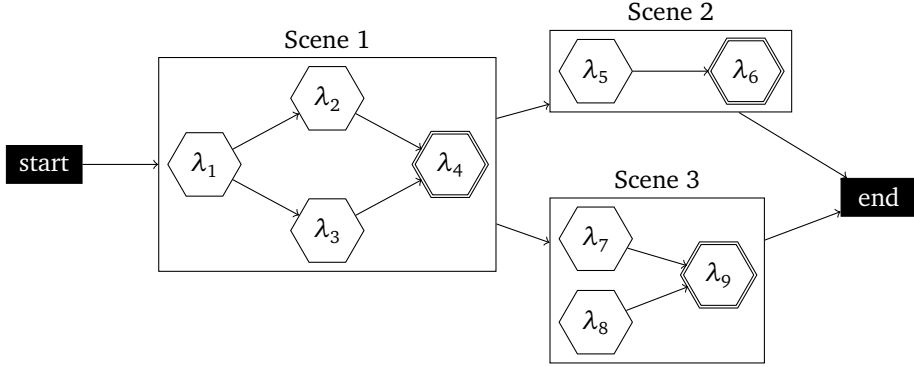 start
Scene 1
λ₁
λ₂
λ₃
λ₄
Scene 2
λ₅
λ₆
Scene 3
λ₇
λ₈
λ₉
end